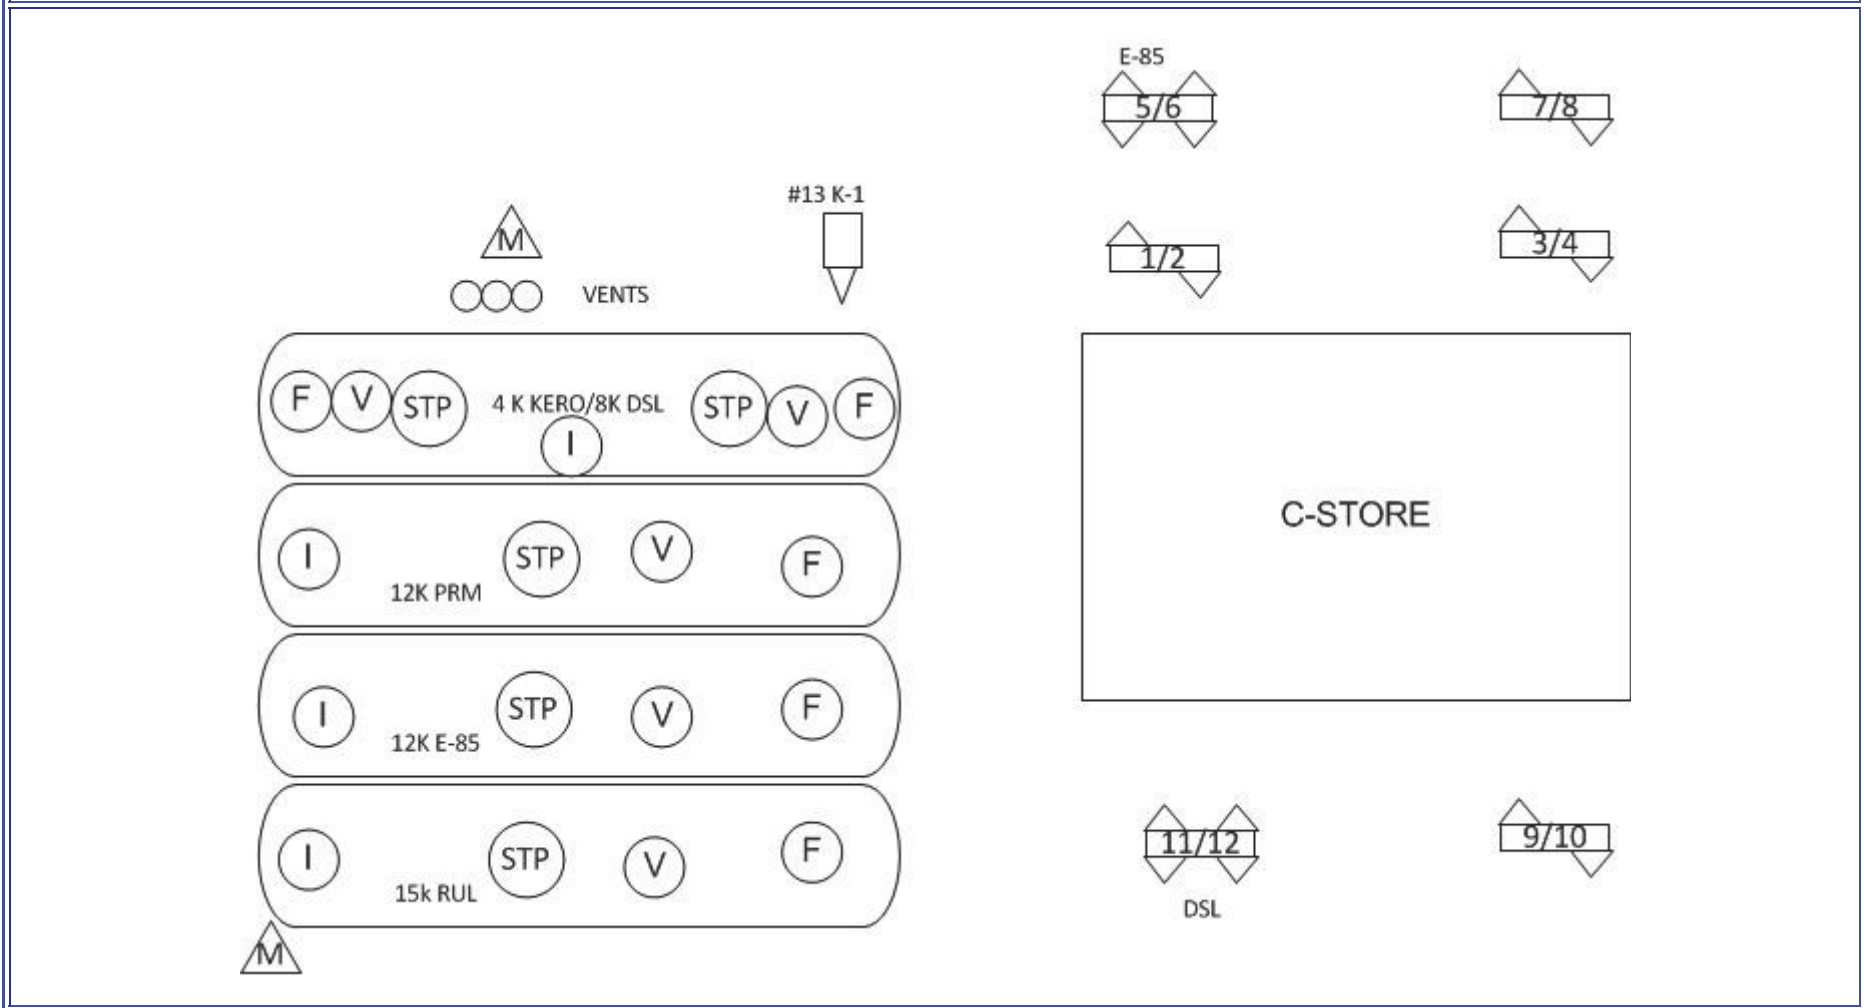 E-85
5/6
7/8
#13 K-1
M
1/2
3/4
VENTS
F V STP 4 K KERO/8K DSL STP V F
I
I STP V F
12K PRM
C-STORE
I STP V F
12K E-85
I STP V F
15k RUL
11/12
9/10
DSL
M